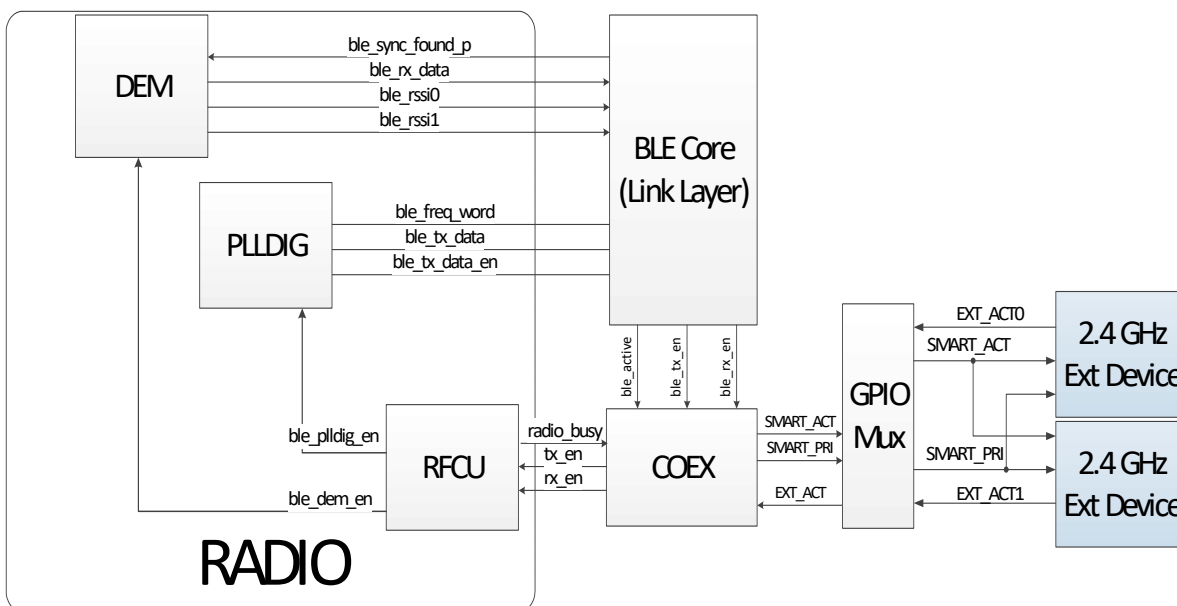 DEM
ble_sync_found_p
ble_rx_data
ble_rssi0
ble_rssi1
BLE Core
(Link Layer)
PLLDIG
ble_freq_word
ble_tx_data
ble_tx_data_en
ble_active
ble_tx_en
ble_rx_en
EXT_ACT0
SMART_ACT
2.4 GHz
Ext Device
GPIO
Mux
ble_plldig_en
RFCU
radio_busy
tx_en
rx_en
COEX
SMART_ACT
SMART_PRI
EXT_ACT
SMART_PRI
EXT_ACT1
2.4 GHz
Ext Device
ble_dem_en
RADIO